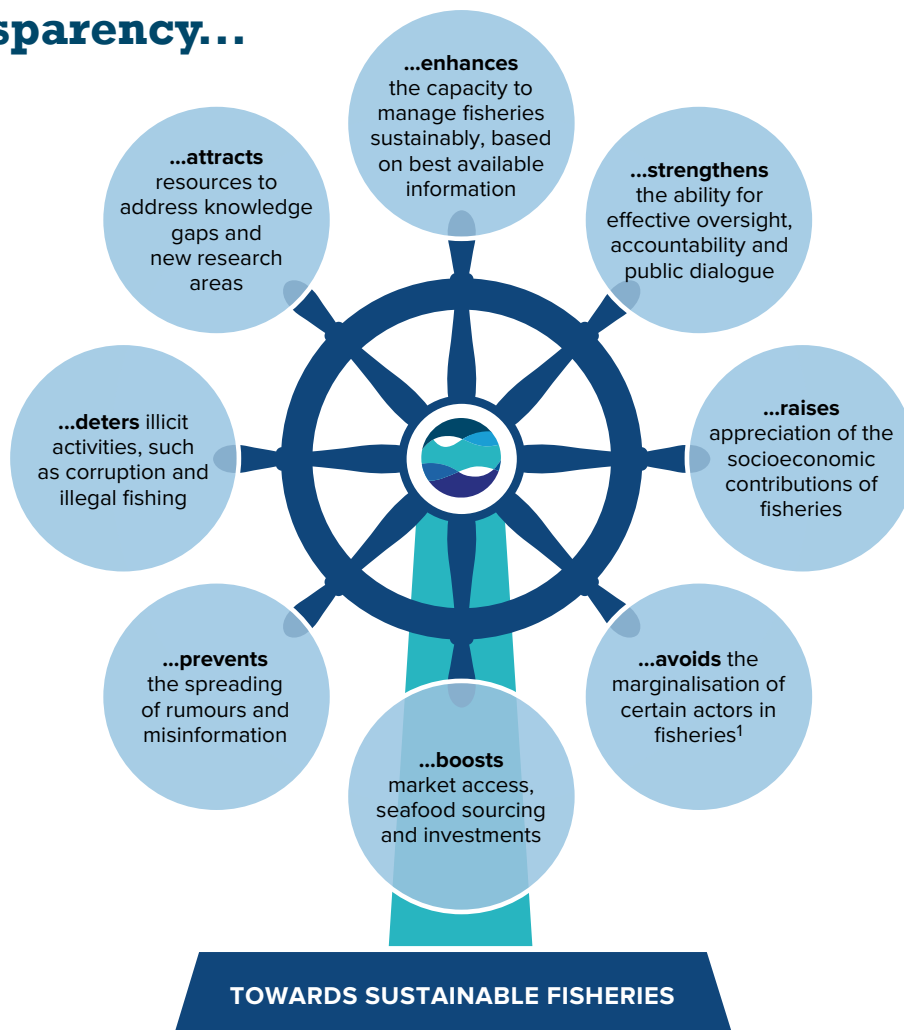 sparency...
...enhances
the capacity to
manage fisheries
sustainably, based
on best available
information
...strengthens
the ability for
effective oversight,
accountability and
public dialogue
...raises
appreciation of the
socioeconomic
contributions of
fisheries
...avoids the
marginalisation of
certain actors in
fisheries¹
...boosts
market access,
seafood sourcing
and investments
...prevents
the spreading
of rumours and
misinformation
...deters illicit
activities, such
as corruption and
illegal fishing
...attracts
resources to
address knowledge
gaps and
new research
areas
TOWARDS SUSTAINABLE FISHERIES